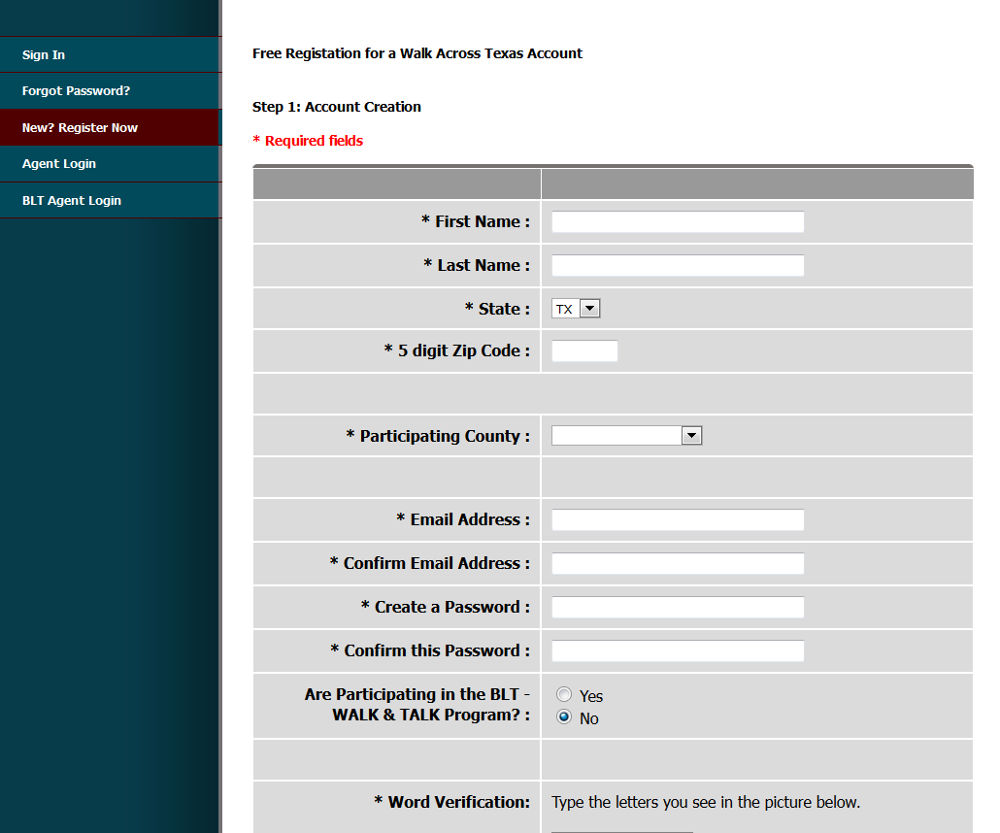 Sign In
Forgot Password?
New? Register Now
Agent Login
BLT Agent Login
Free Registation for a Walk Across Texas Account
Step 1: Account Creation
* Required fields
* First Name :
* Last Name :
* State : TX
* 5 digit Zip Code :
* Participating County :
* Email Address :
* Confirm Email Address :
* Create a Password :
* Confirm this Password :
Are Participating in the BLT -
WALK & TALK Program? :
Yes
No
* Word Verification: Type the letters you see in the picture below.